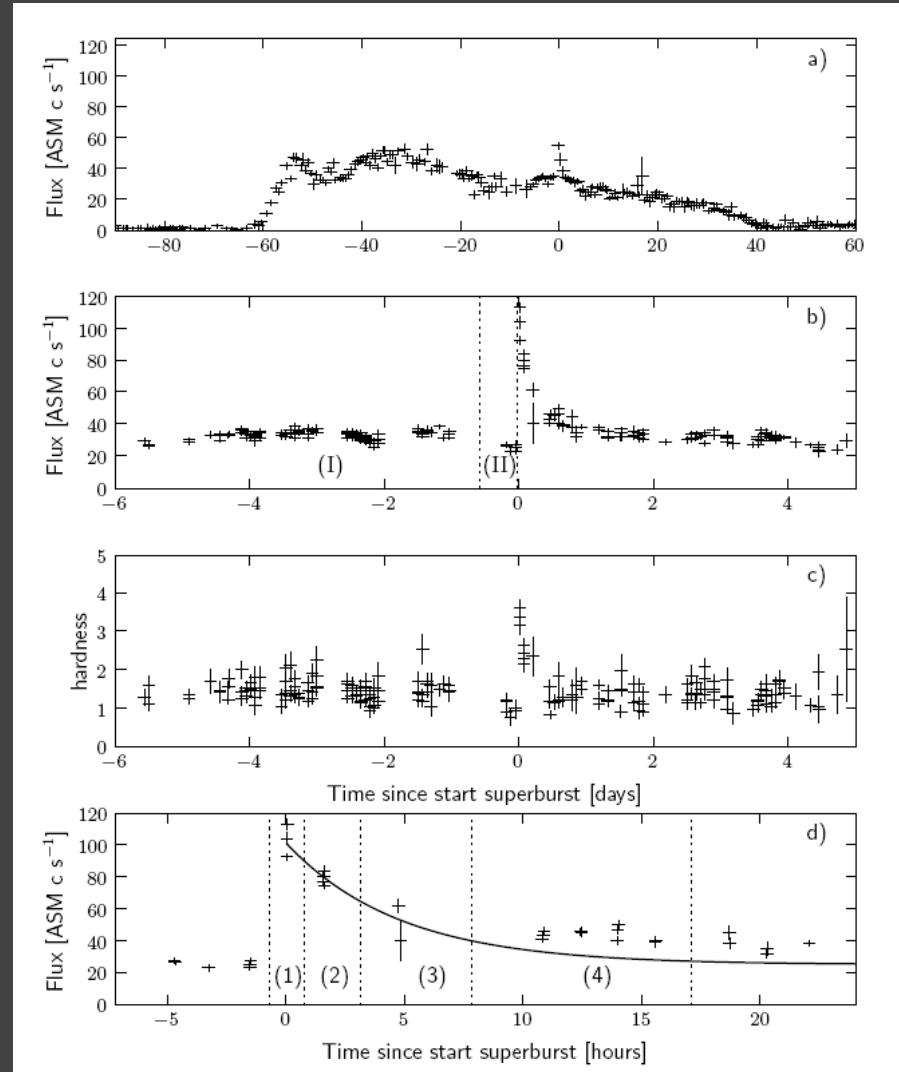 120
100
80
60
40
20
0
Flux [ASM c s⁻¹]
a)
−80 −60 −40 −20 0 20 40 60
120
100
80
60
40
20
0
Flux [ASM c s⁻¹]
b)
(I) (II)
−6 −4 −2 0 2 4
5
4
3
2
1
0
hardness
c)
−6 −4 −2 0 2 4
Time since start superburst [days]
120
100
80
60
40
20
0
Flux [ASM c s⁻¹]
d)
(1) (2) (3) (4)
−5 0 5 10 15 20
Time since start superburst [hours]